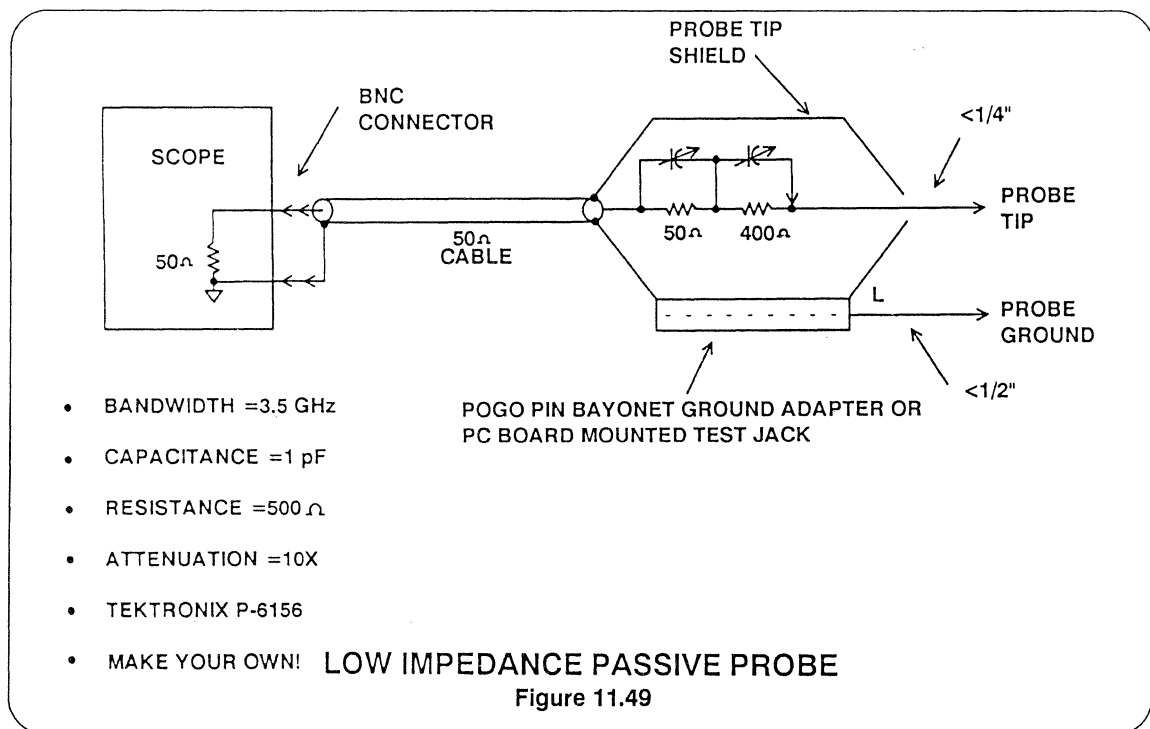 PROBE TIP
SHIELD
BNC
CONNECTOR
<1/4"
SCOPE
PROBE
TIP
50Ω
400Ω
50Ω
50Ω
CABLE
L
PROBE
GROUND
<1/2"
POGO PIN BAYONET GROUND ADAPTER OR
PC BOARD MOUNTED TEST JACK
• BANDWIDTH =3.5 GHz
• CAPACITANCE =1 pF
• RESISTANCE =500 Ω
• ATTENUATION =10X
• TEKTRONIX P-6156
• MAKE YOUR OWN!
LOW IMPEDANCE PASSIVE PROBE
Figure 11.49